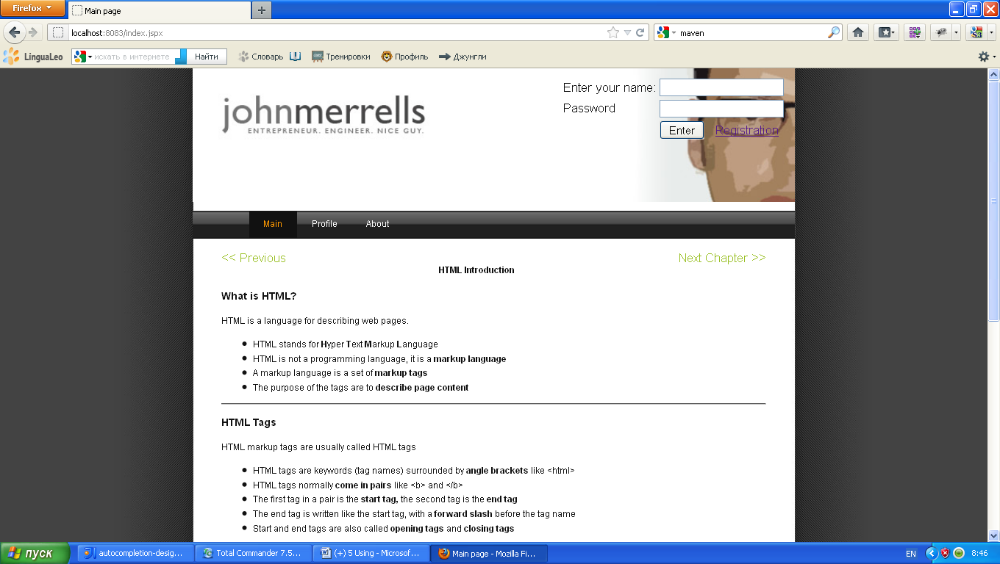 Firefox
Main page
localhost:8083/index.jspx
maven
LinguaLeo
искать в интернете
Найти
Словарь
Тренировки
Профиль
Джунгли
johnmerrells
ENTREPRENEUR. ENGINEER. NICE GUY.
Enter your name:
Password
Enter Registration
Main Profile About
<< Previous
Next Chapter >>
HTML Introduction
What is HTML?
HTML is a language for describing web pages.
HTML stands for Hyper Text Markup Language
HTML is not a programming language, it is a markup language
A markup language is a set of markup tags
The purpose of the tags are to describe page content
HTML Tags
HTML markup tags are usually called HTML tags
HTML tags are keywords (tag names) surrounded by angle brackets like <html>
HTML tags normally come in pairs like <b> and </b>
The first tag in a pair is the start tag, the second tag is the end tag
The end tag is written like the start tag, with a forward slash before the tag name
Start and end tags are also called opening tags and closing tags
пуск
autocompletion-desig...
Total Commander 7.5...
(+) 5 Using - Microsof...
Main page - Mozilla Fi...
EN
8:46